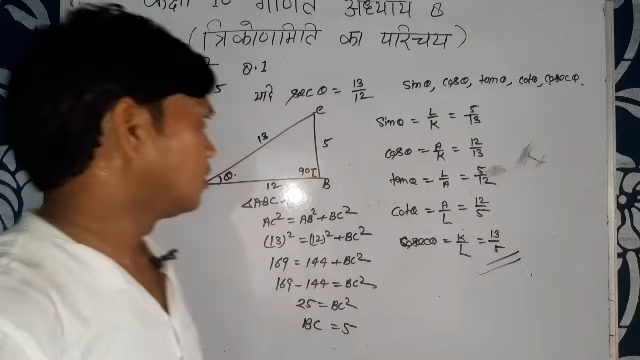 कक्षा 10 गणित अध्याय 8
(त्रिकोणमिति का परिचय)
Q.1
यदि secθ = 13/12 sinθ, cosθ, tanθ, cotθ, cosecθ.
C
13
5
θ
90°
12
B
△ABC
AC² = AB² + BC²
(13)² = (12)² + BC²
169 = 144 + BC²
169 - 144 = BC²
25 = BC²
BC = 5
sinθ = L/K = 5/13
cosθ = A/K = 12/13
tanθ = L/A = 5/12
cotθ = A/L = 12/5
cosecθ = K/L = 13/5